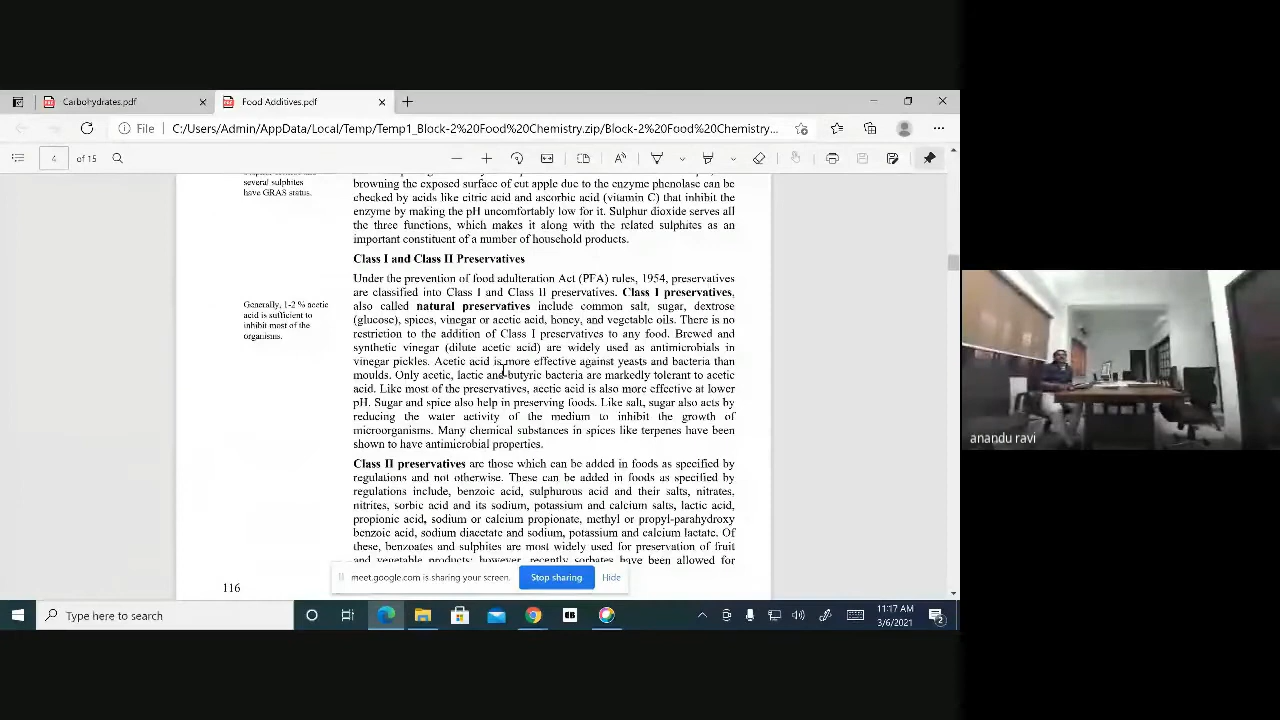 Carbohydrates.pdf
Food Additives.pdf
File
C:/Users/Admin/AppData/Local/Temp/Temp1_Block-2%20Food%20Chemistry.zip/Block-2%20Food%20Chemistry...
4 of 15
several sulphites
have GRAS status.
browning the exposed surface of cut apple due to the enzyme phenolase can be
checked by acids like citric acid and ascorbic acid (vitamin C) that inhibit the
enzyme by making the pH uncomfortably low for it. Sulphur dioxide serves all
the three functions, which makes it along with the related sulphites as an
important constituent of a number of household products.
Class I and Class II Preservatives
Generally, 1-2 % acetic
acid is sufficient to
inhibit most of the
organisms.
Under the prevention of food adulteration Act (PFA) rules, 1954, preservatives
are classified into Class I and Class II preservatives. Class I preservatives,
also called natural preservatives include common salt, sugar, dextrose
(glucose), spices, vinegar or acetic acid, honey, and vegetable oils. There is no
restriction to the addition of Class I preservatives to any food. Brewed and
synthetic vinegar (dilute acetic acid) are widely used as antimicrobials in
vinegar pickles. Acetic acid is more effective against yeasts and bacteria than
moulds. Only acetic, lactic and butyric bacteria are markedly tolerant to acetic
acid. Like most of the preservatives, acetic acid is also more effective at lower
pH. Sugar and spice also help in preserving foods. Like salt, sugar also acts by
reducing the water activity of the medium to inhibit the growth of
microorganisms. Many chemical substances in spices like terpenes have been
shown to have antimicrobial properties.
Class II preservatives are those which can be added in foods as specified by
regulations and not otherwise. These can be added in foods as specified by
regulations include, benzoic acid, sulphurous acid and their salts, nitrates,
nitrites, sorbic acid and its sodium, potassium and calcium salts, lactic acid,
propionic acid, sodium or calcium propionate, methyl or propyl-parahydroxy
benzoic acid, sodium diacetate and sodium, potassium and calcium lactate. Of
these, benzoates and sulphites are most widely used for preservation of fruit
and vegetable products; however, recently sorbates have been allowed for
116
meet.google.com is sharing your screen.
Stop sharing
Hide
Type here to search
11:17 AM
3/6/2021
2
anandu ravi